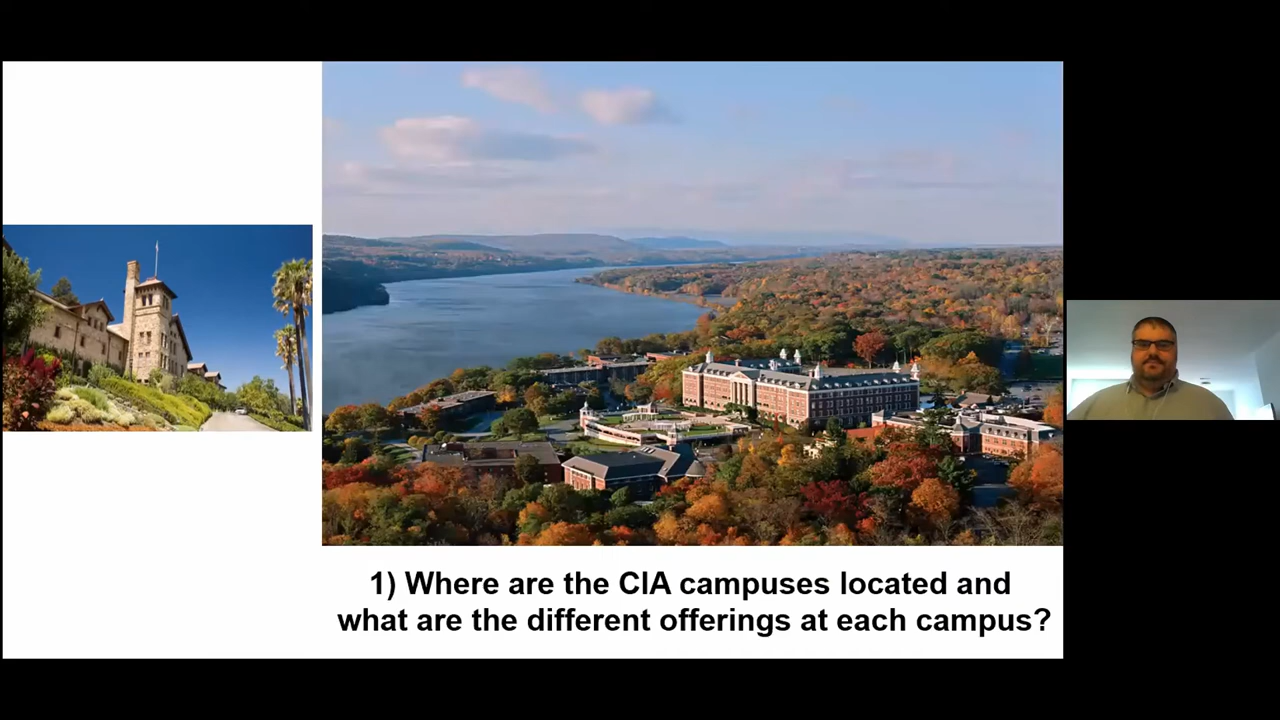 1) Where are the CIA campuses located and
what are the different offerings at each campus?